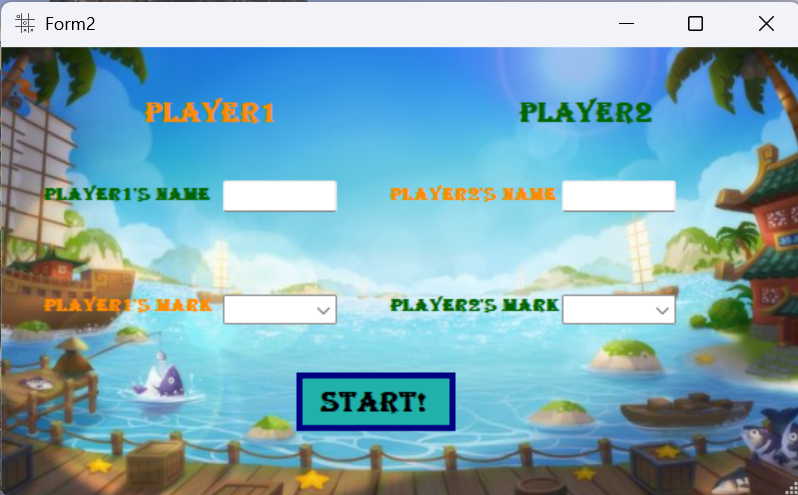 Form2
PLAYER1 PLAYER2
PLAYER1'S NAME PLAYER2'S NAME
PLAYER1'S MARK PLAYER2'S MARK
START!